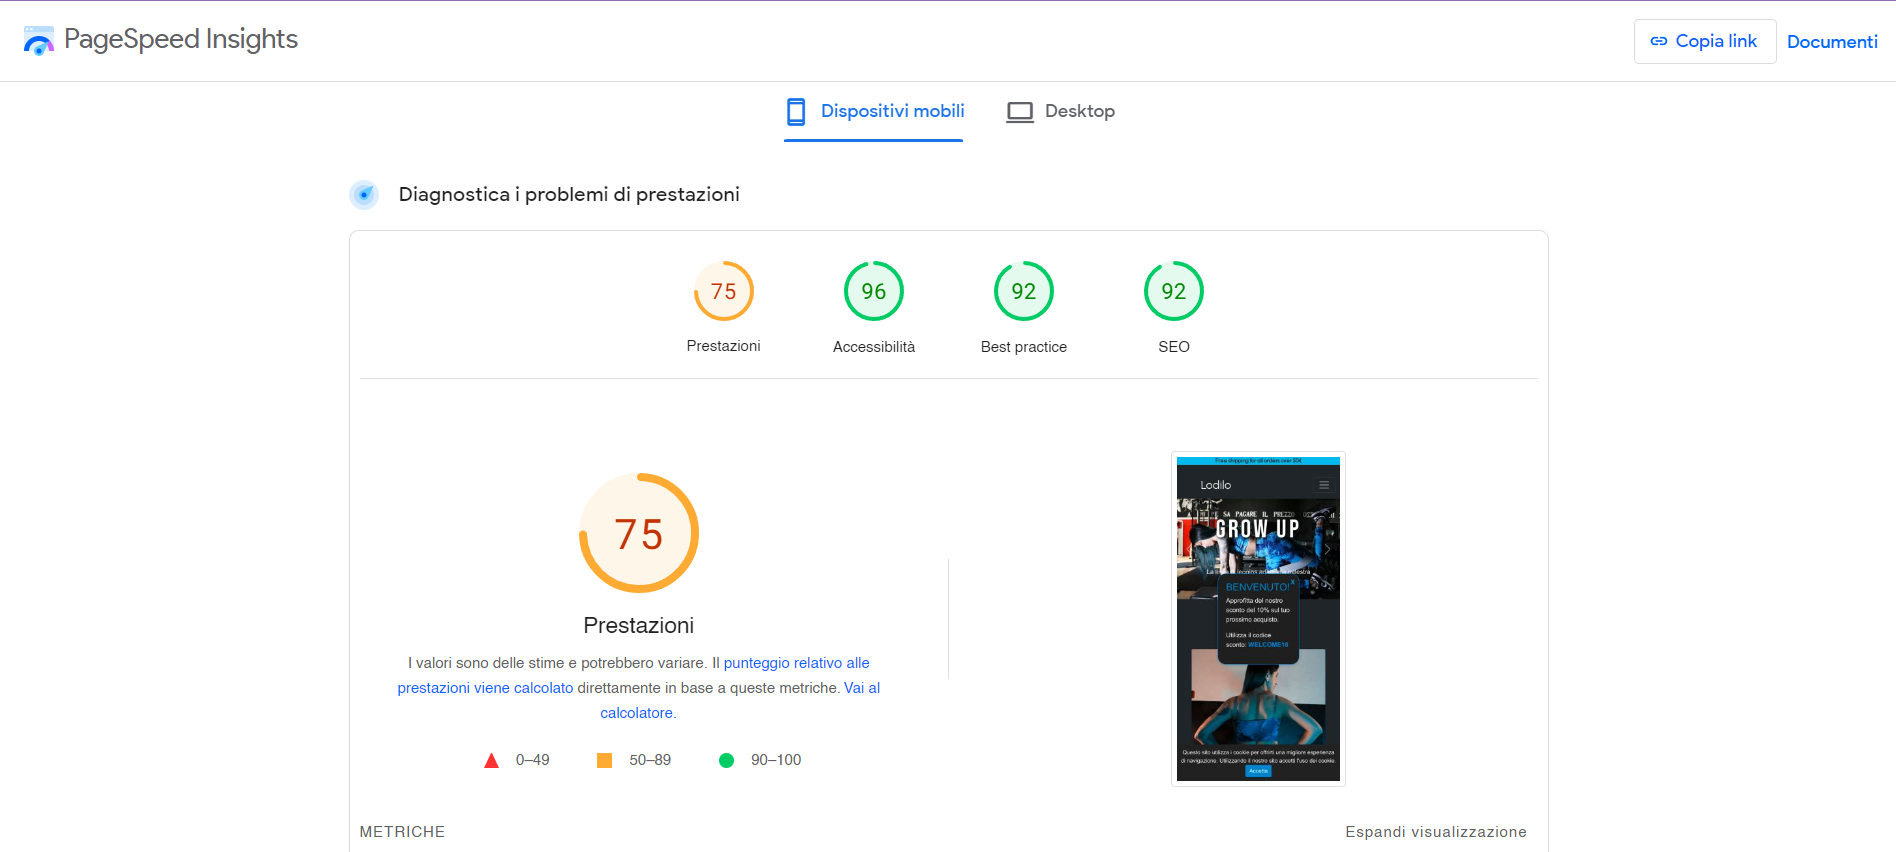 PageSpeed Insights
Copia link
Documenti
Dispositivi mobili
Desktop
Diagnostica i problemi di prestazioni
75
96
92
92
Prestazioni
Accessibilità
Best practice
SEO
75
Prestazioni
I valori sono delle stime e potrebbero variare. Il punteggio relativo alle
prestazioni viene calcolato direttamente in base a queste metriche. Vai al
calcolatore.
0–49
50–89
90–100
Free shipping for all orders over 50€
Lodilo
SA PAGARE IL PREZZO
GROW UP
BENVENUTO!
x
Approfitta del nostro
sconto del 10% sul tuo
prossimo acquisto.
Utilizza il codice
sconto: WELCOME10
Questo sito utilizza i cookie per offrirti una migliore esperienza
di navigazione. Utilizzando il nostro sito accetti l'uso dei cookie.
Accetta
METRICHE
Espandi visualizzazione